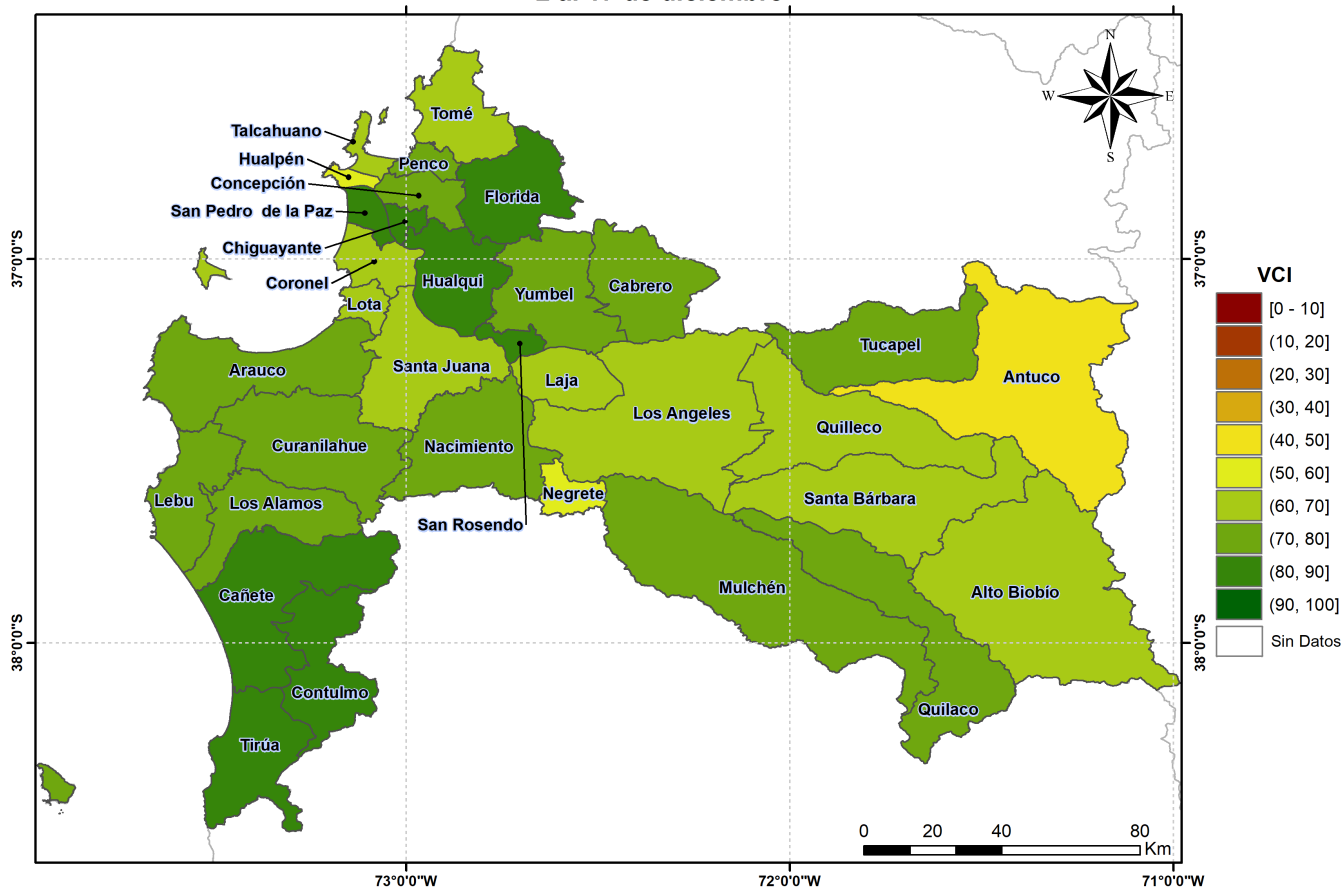 N
W
E
S
Tomé
Talcahuano
Hualpén
Penco
Concepción
Florida
San Pedro  de la Paz
Chiguayante
Coronel
Hualqui
Lota
Yumbel
Cabrero
Tucapel
Antuco
Arauco
Santa Juana
Laja
Los Angeles
Quilleco
Curanilahue
Nacimiento
Negrete
Santa Bárbara
Lebu
Los Alamos
San Rosendo
Cañete
Mulchén
Alto Biobío
Contulmo
Quilaco
Tirúa
VCI
[0 - 10]
(10, 20]
(20, 30]
(30, 40]
(40, 50]
(50, 60]
(60, 70]
(70, 80]
(80, 90]
(90, 100]
Sin Datos
37°0'0"S
37°0'0"S
38°0'0"S
38°0'0"S
0 20 40 80
Km
73°0'0"W
72°0'0"W
71°0'0"W